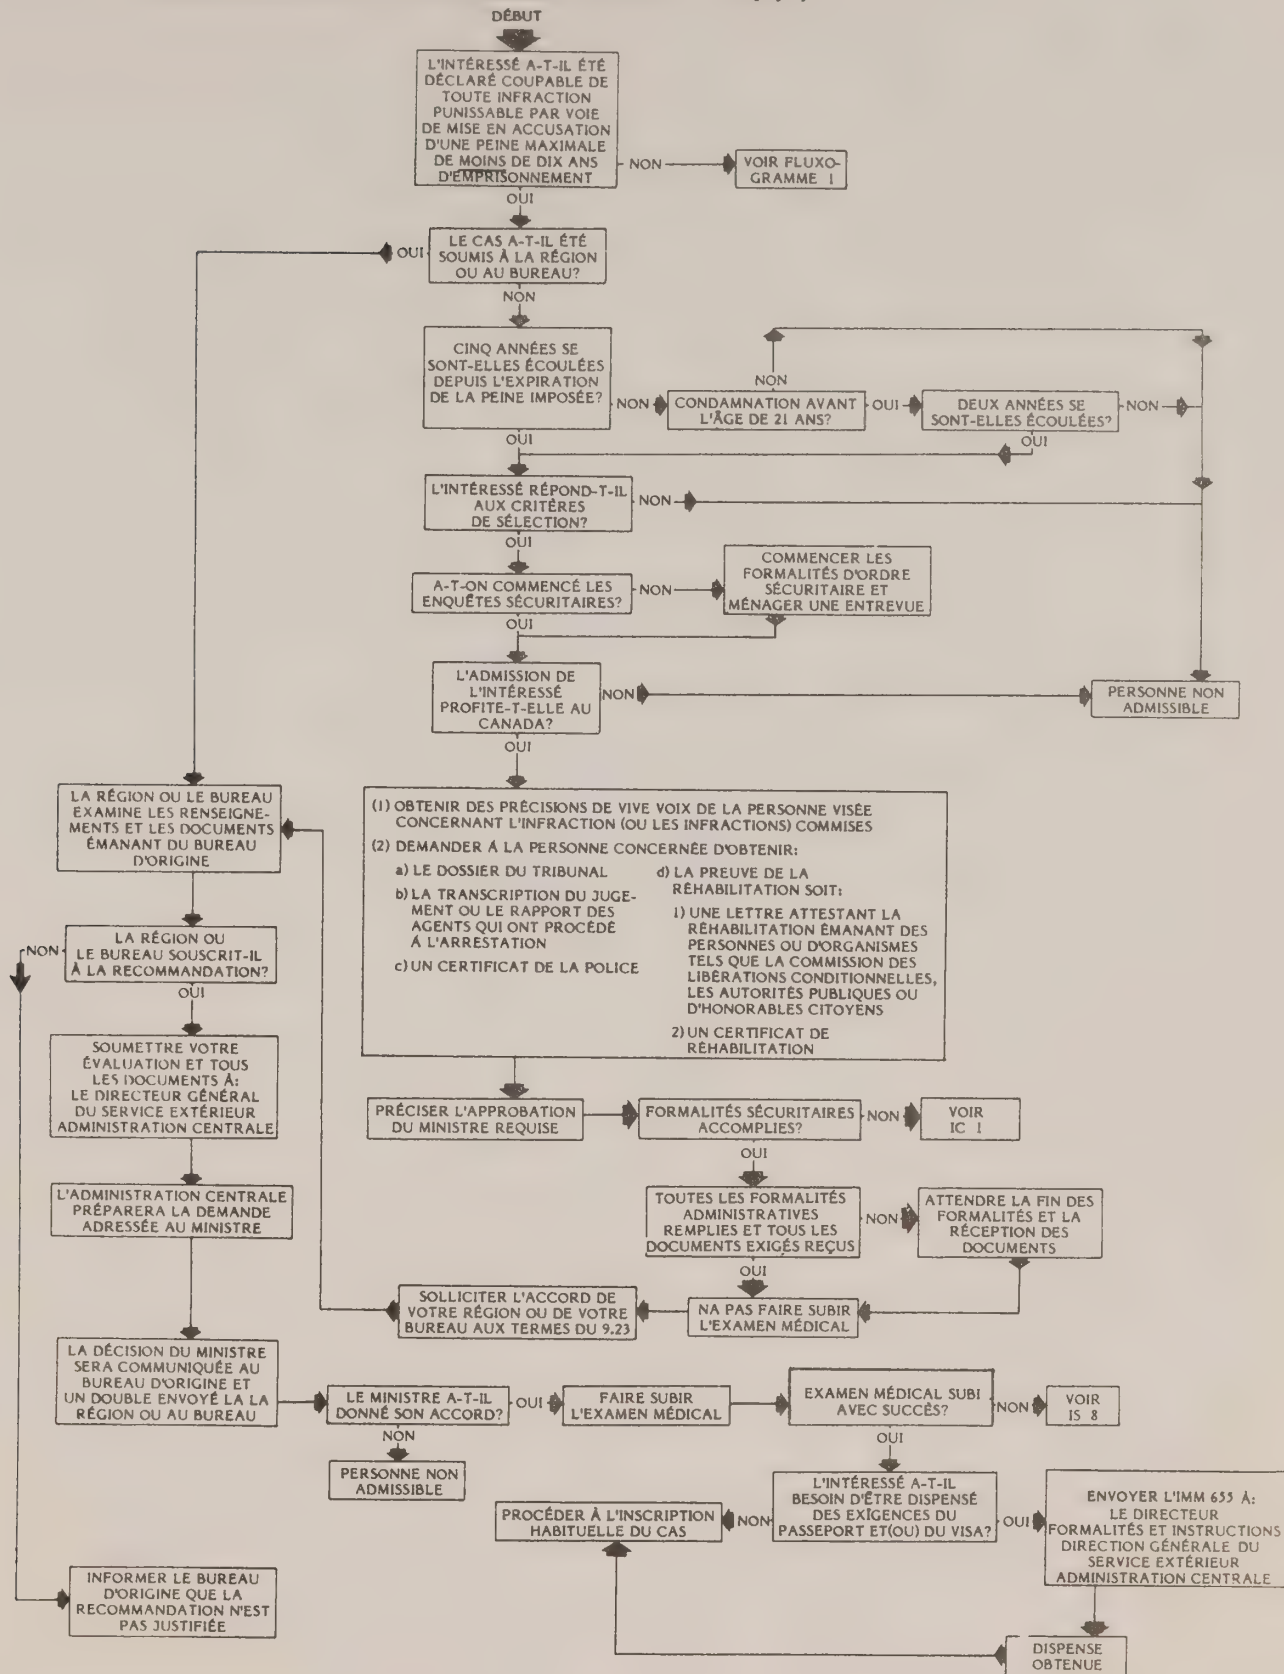 DÉBUT
L'INTÉRESSÉ A-T-IL ÉTÉ
DÉCLARÉ COUPABLE DE
TOUTE INFRACTION
PUNISSABLE PAR VOIE
DE MISE EN ACCUSATION
D'UNE PEINE MAXIMALE
DE MOINS DE DIX ANS
D'EMPRISONNEMENT
NON
VOIR FLUXO-
GRAMME 1
OUI
OUI
LE CAS A-T-IL ÉTÉ
SOUMIS À LA RÉGION
OU AU BUREAU?
NON
CINQ ANNÉES SE
SONT-ELLES ÉCOULÉES
DEPUIS L'EXPIRATION
DE LA PEINE IMPOSÉE?
NON
NON
CONDAMNATION AVANT
L'ÂGE DE 21 ANS?
OUI
DEUX ANNÉES SE
SONT-ELLES ÉCOULÉES?
NON
OUI
OUI
L'INTÉRESSÉ RÉPOND-T-IL
AUX CRITÈRES
DE SÉLECTION?
NON
OUI
A-T-ON COMMENCÉ LES
ENQUÊTES SÉCURITAIRES?
NON
COMMENCER LES
FORMALITÉS D'ORDRE
SÉCURITAIRE ET
MÉNAGER UNE ENTREVUE
OUI
L'ADMISSION DE
L'INTÉRESSÉ
PROFITE-T-ELLE AU
CANADA?
NON
PERSONNE NON
ADMISSIBLE
OUI
LA RÉGION OU LE BUREAU
EXAMINE LES RENSEIGNE-
MENTS ET LES DOCUMENTS
ÉMANANT DU BUREAU
D'ORIGINE
(1) OBTENIR DES PRÉCISIONS DE VIVE VOIX DE LA PERSONNE VISÉE
CONCERNANT L'INFRACTION (OU LES INFRACTIONS) COMMISES
(2) DEMANDER À LA PERSONNE CONCERNÉE D'OBTENIR:
a) LE DOSSIER DU TRIBUNAL
b) LA TRANSCRIPTION DU JUGE-
MENT OU LE RAPPORT DES
AGENTS QUI ONT PROCÉDÉ
À L'ARRESTATION
c) UN CERTIFICAT DE LA POLICE
d) LA PREUVE DE LA
RÉHABILITATION SOIT:
1) UNE LETTRE ATTESTANT LA
RÉHABILITATION ÉMANANT DES
PERSONNES OU D'ORGANISMES
TELS QUE LA COMMISSION DES
LIBÉRATIONS CONDITIONNELLES,
LES AUTORITÉS PUBLIQUES OU
D'HONORABLES CITOYENS
2) UN CERTIFICAT DE
RÉHABILITATION
NON
LA RÉGION OU
LE BUREAU SOUSCRIT-IL
À LA RECOMMANDATION?
OUI
SOUMETTRE VOTRE
ÉVALUATION ET TOUS
LES DOCUMENTS À:
LE DIRECTEUR GÉNÉRAL
DU SERVICE EXTÉRIEUR
ADMINISTRATION CENTRALE
PRÉCISER L'APPROBATION
DU MINISTRE REQUISE
FORMALITÉS SÉCURITAIRES
ACCOMPLIES?
NON
VOIR
IC 1
OUI
L'ADMINISTRATION CENTRALE
PRÉPARERA LA DEMANDE
ADRESSÉE AU MINISTRE
TOUTES LES FORMALITÉS
ADMINISTRATIVES
REMPLIES ET TOUS LES
DOCUMENTS EXIGÉS REÇUS
NON
ATTENDRE LA FIN DES
FORMALITÉS ET LA
RÉCEPTION DES
DOCUMENTS
OUI
SOLLICITER L'ACCORD DE
VOTRE RÉGION OU DE VOTRE
BUREAU AUX TERMES DU 9.23
NA PAS FAIRE SUBIR
L'EXAMEN MÉDICAL
LA DÉCISION DU MINISTRE
SERA COMMUNIQUÉE AU
BUREAU D'ORIGINE ET
UN DOUBLE ENVOYÉ LA LA
RÉGION OU AU BUREAU
LE MINISTRE A-T-IL
DONNÉ SON ACCORD?
OUI
FAIRE SUBIR
L'EXAMEN MÉDICAL
EXAMEN MÉDICAL SUBI
AVEC SUCCÈS?
NON
VOIR
IS 8
NON
PERSONNE NON
ADMISSIBLE
OUI
PROCÉDER À L'INSCRIPTION
HABITUELLE DU CAS
NON
L'INTÉRESSÉ A-T-IL
BESOIN D'ÊTRE DISPENSÉ
DES EXIGENCES DU
PASSEPORT ET(OU) DU VISA?
OUI
ENVOYER L'IMM 655 À:
LE DIRECTEUR
FORMALITÉS ET INSTRUCTIONS
DIRECTION GÉNÉRALE DU
SERVICE EXTÉRIEUR
ADMINISTRATION CENTRALE
INFORMER LE BUREAU
D'ORIGINE QUE LA
RECOMMANDATION N'EST
PAS JUSTIFIÉE
DISPENSE
OBTENUE